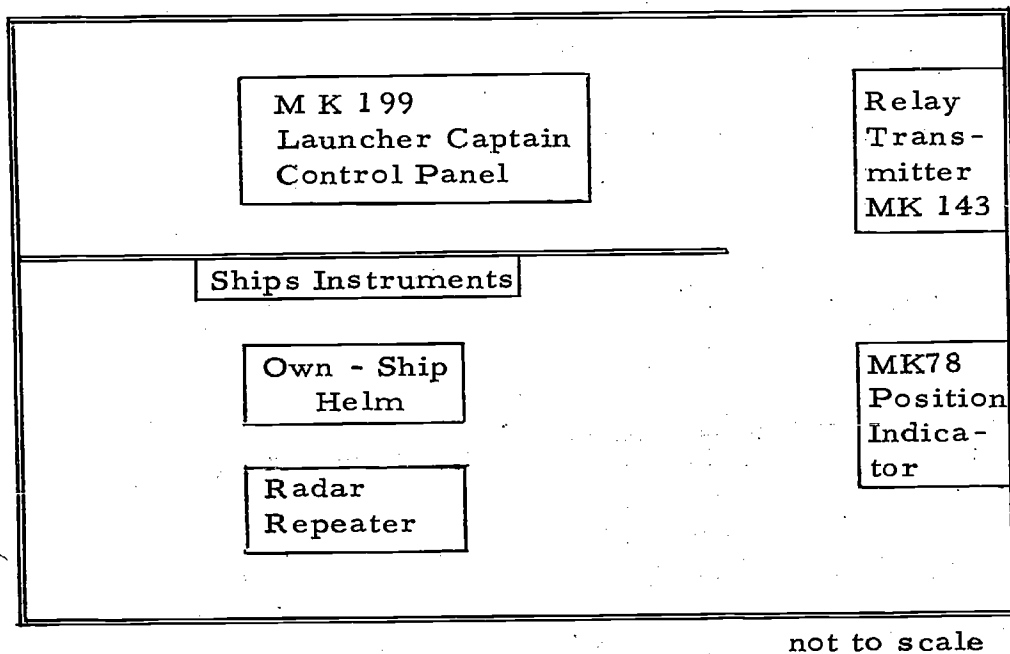 M K 199
Launcher Captain
Control Panel
Relay
Trans-
mitter
MK 143
Ships Instruments
Own - Ship
Helm
MK78
Position
Indica-
tor
Radar
Repeater
not to scale